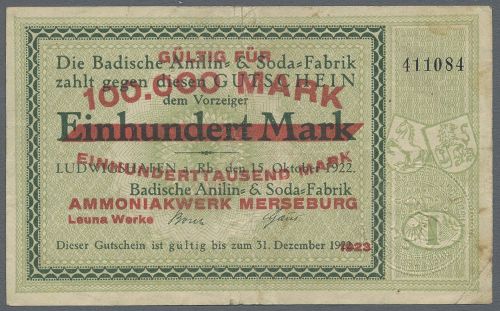 Die Badische Anilin- & Soda-Fabrik
GÜLTIG FÜR
zahlt gegen diesen GUTSCHEIN
411084
100.000 MARK
dem Vorzeiger
Einhundert Mark
EINHUNDERTTAUSEND MARK
LUDWIGSHAFEN a. Rh., den 15. Oktober 1922.
Badische Anilin- & Soda-Fabrik
AMMONIAKWERK MERSEBURG
Leuna Werke
Dieser Gutschein ist gültig bis zum 31. Dezember 1923
1